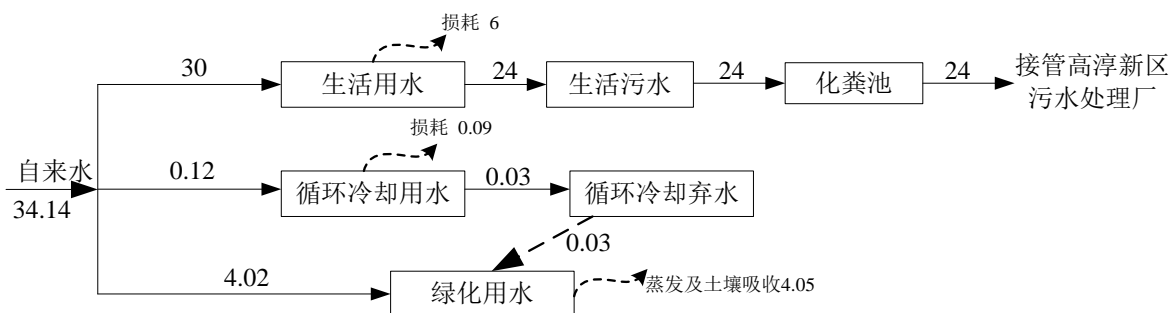 损耗 6
30
生活用水
24
生活污水
24
化粪池
24
接管高淳新区
污水处理厂
损耗 0.09
自来水
34.14
0.12
循环冷却用水
0.03
循环冷却弃水
0.03
4.02
绿化用水
蒸发及土壤吸收4.05